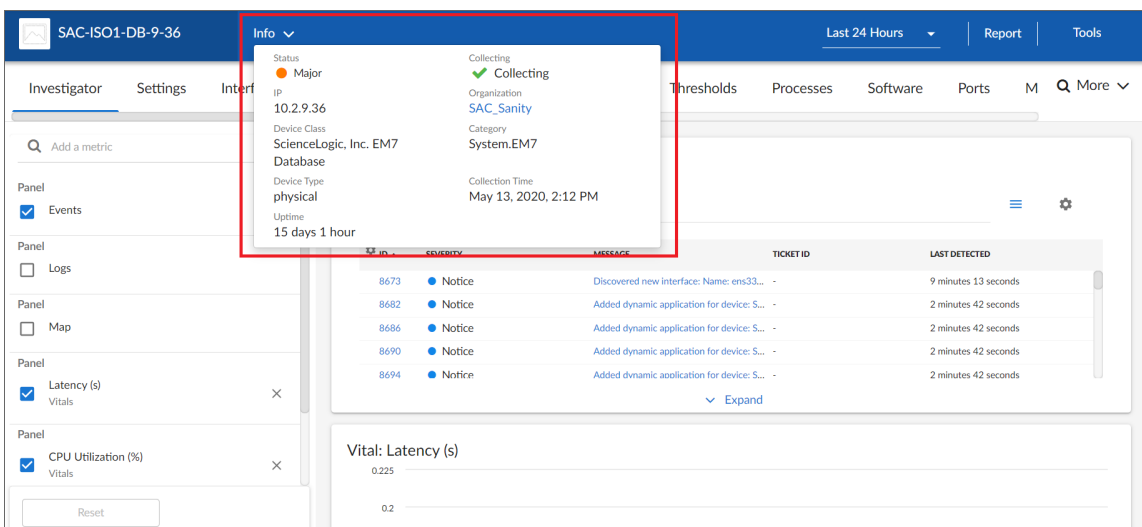 SAC-ISO1-DB-9-36
Info
Last 24 Hours
Report
Tools
Investigator
Settings
Thresholds
Processes
Software
Ports
M
More
Status
Collecting
Major
Collecting
IP
Organization
10.2.9.36
SAC_Sanity
Device Class
Category
ScienceLogic, Inc. EM7
System.EM7
Database
Device Type
Collection Time
physical
May 13, 2020, 2:12 PM
Uptime
15 days 1 hour
Add a metric
Panel
Events
Panel
Logs
Panel
Map
Panel
Latency (s)
Vitals
Panel
CPU Utilization (%)
Vitals
Reset
ID SEVERITY MESSAGE TICKET ID LAST DETECTED
8673 Notice Discovered new interface: Name: ens33... - 9 minutes 13 seconds
8682 Notice Added dynamic application for device: S... - 2 minutes 42 seconds
8686 Notice Added dynamic application for device: S... - 2 minutes 42 seconds
8690 Notice Added dynamic application for device: S... - 2 minutes 42 seconds
8694 Notice Added dynamic application for device: S... - 2 minutes 42 seconds
Expand
Vital: Latency (s)
0.225
0.2